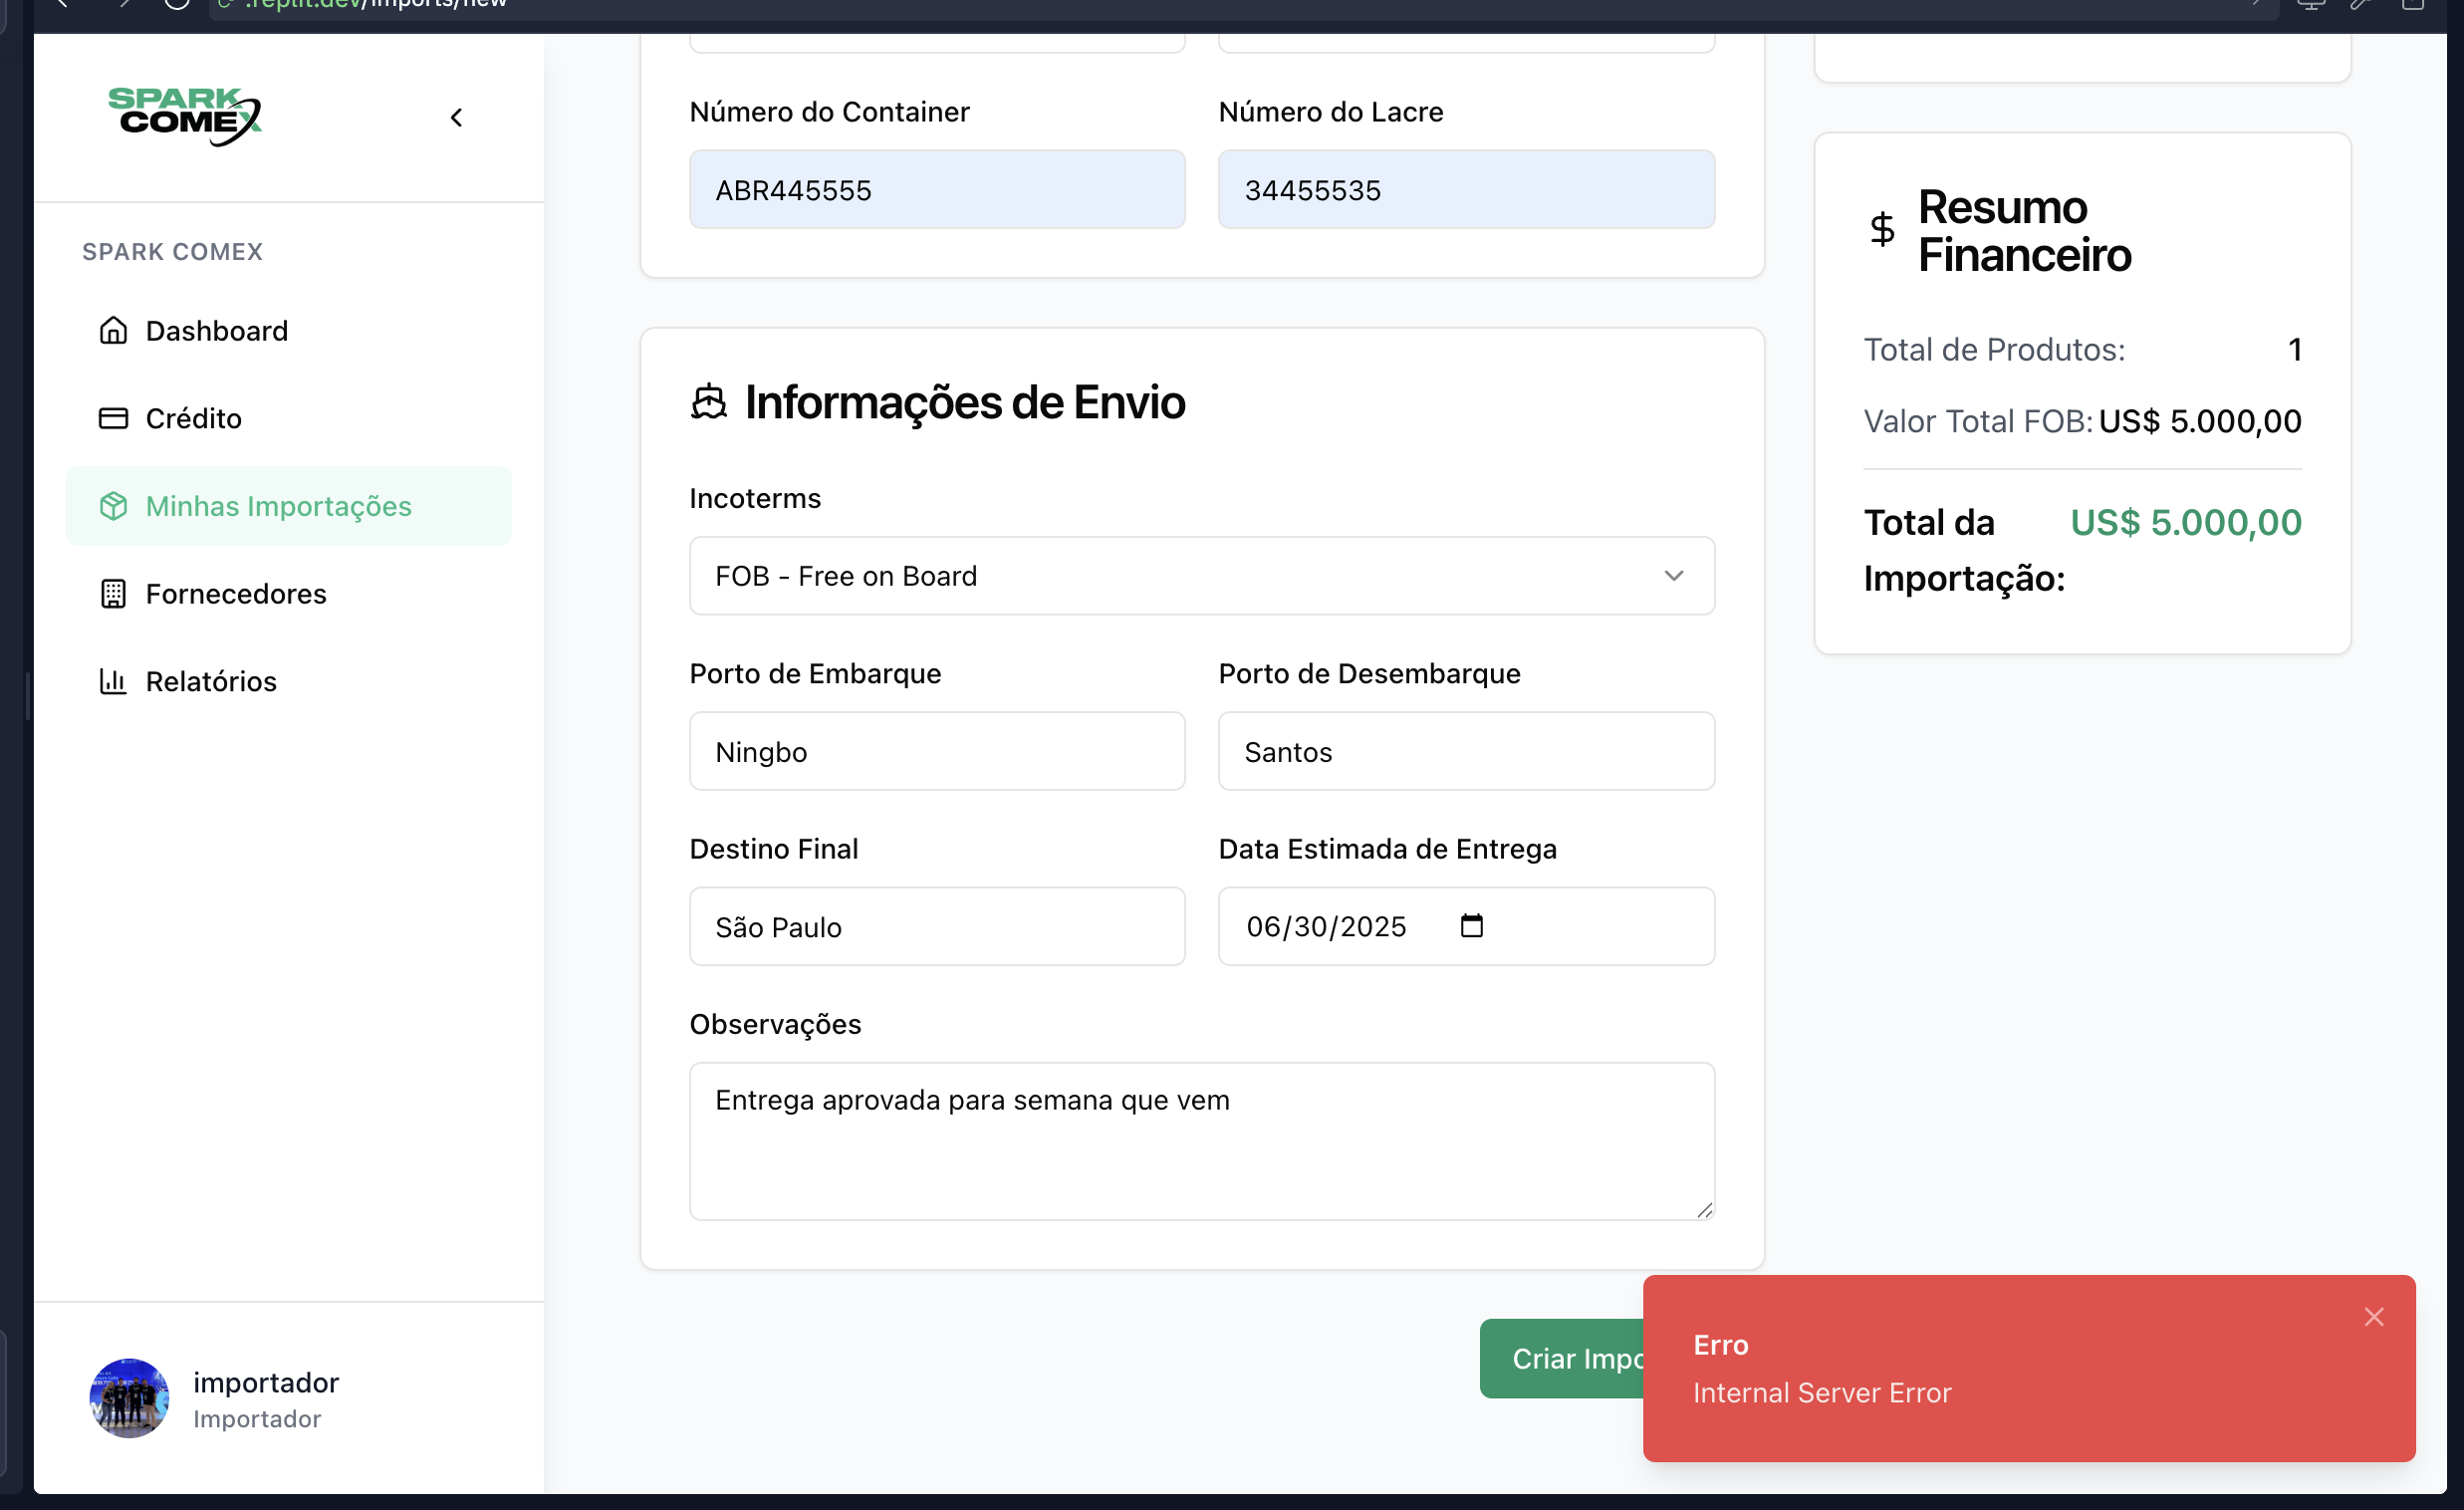 .replit.dev/imports/new
SPARK
COMEX
SPARK COMEX
Dashboard
Crédito
Minhas Importações
Fornecedores
Relatórios
importador
Importador
Número do Container
Número do Lacre
ABR445555
34455535
Informações de Envio
Incoterms
FOB - Free on Board
Porto de Embarque
Porto de Desembarque
Ningbo
Santos
Destino Final
Data Estimada de Entrega
São Paulo
06/30/2025
Observações
Entrega aprovada para semana que vem
Criar Impo
Resumo
Financeiro
Total de Produtos: 1
Valor Total FOB: US$ 5.000,00
Total da US$ 5.000,00
Importação:
Erro
Internal Server Error